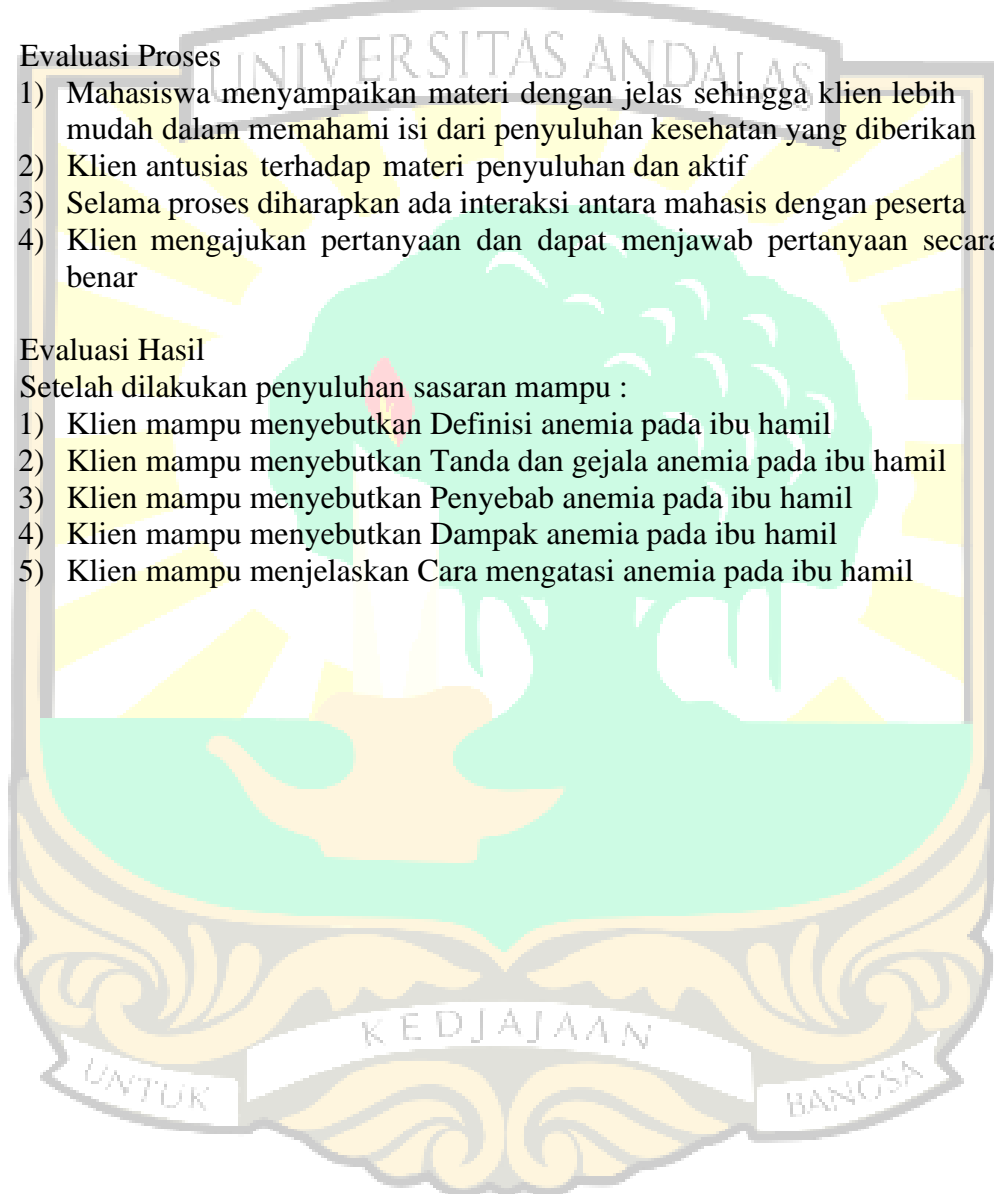 UNIVERSITAS ANDALAS
Evaluasi Proses
1) Mahasiswa menyampaikan materi dengan jelas sehingga klien lebih
mudah dalam memahami isi dari penyuluhan kesehatan yang diberikan
2) Klien antusias terhadap materi penyuluhan dan aktif
3) Selama proses diharapkan ada interaksi antara mahasis dengan peserta
4) Klien mengajukan pertanyaan dan dapat menjawab pertanyaan secara
benar
Evaluasi Hasil
Setelah dilakukan penyuluhan sasaran mampu :
1) Klien mampu menyebutkan Definisi anemia pada ibu hamil
2) Klien mampu menyebutkan Tanda dan gejala anemia pada ibu hamil
3) Klien mampu menyebutkan Penyebab anemia pada ibu hamil
4) Klien mampu menyebutkan Dampak anemia pada ibu hamil
5) Klien mampu menjelaskan Cara mengatasi anemia pada ibu hamil
KEDJAJAAN
UNTUK
BANGSA